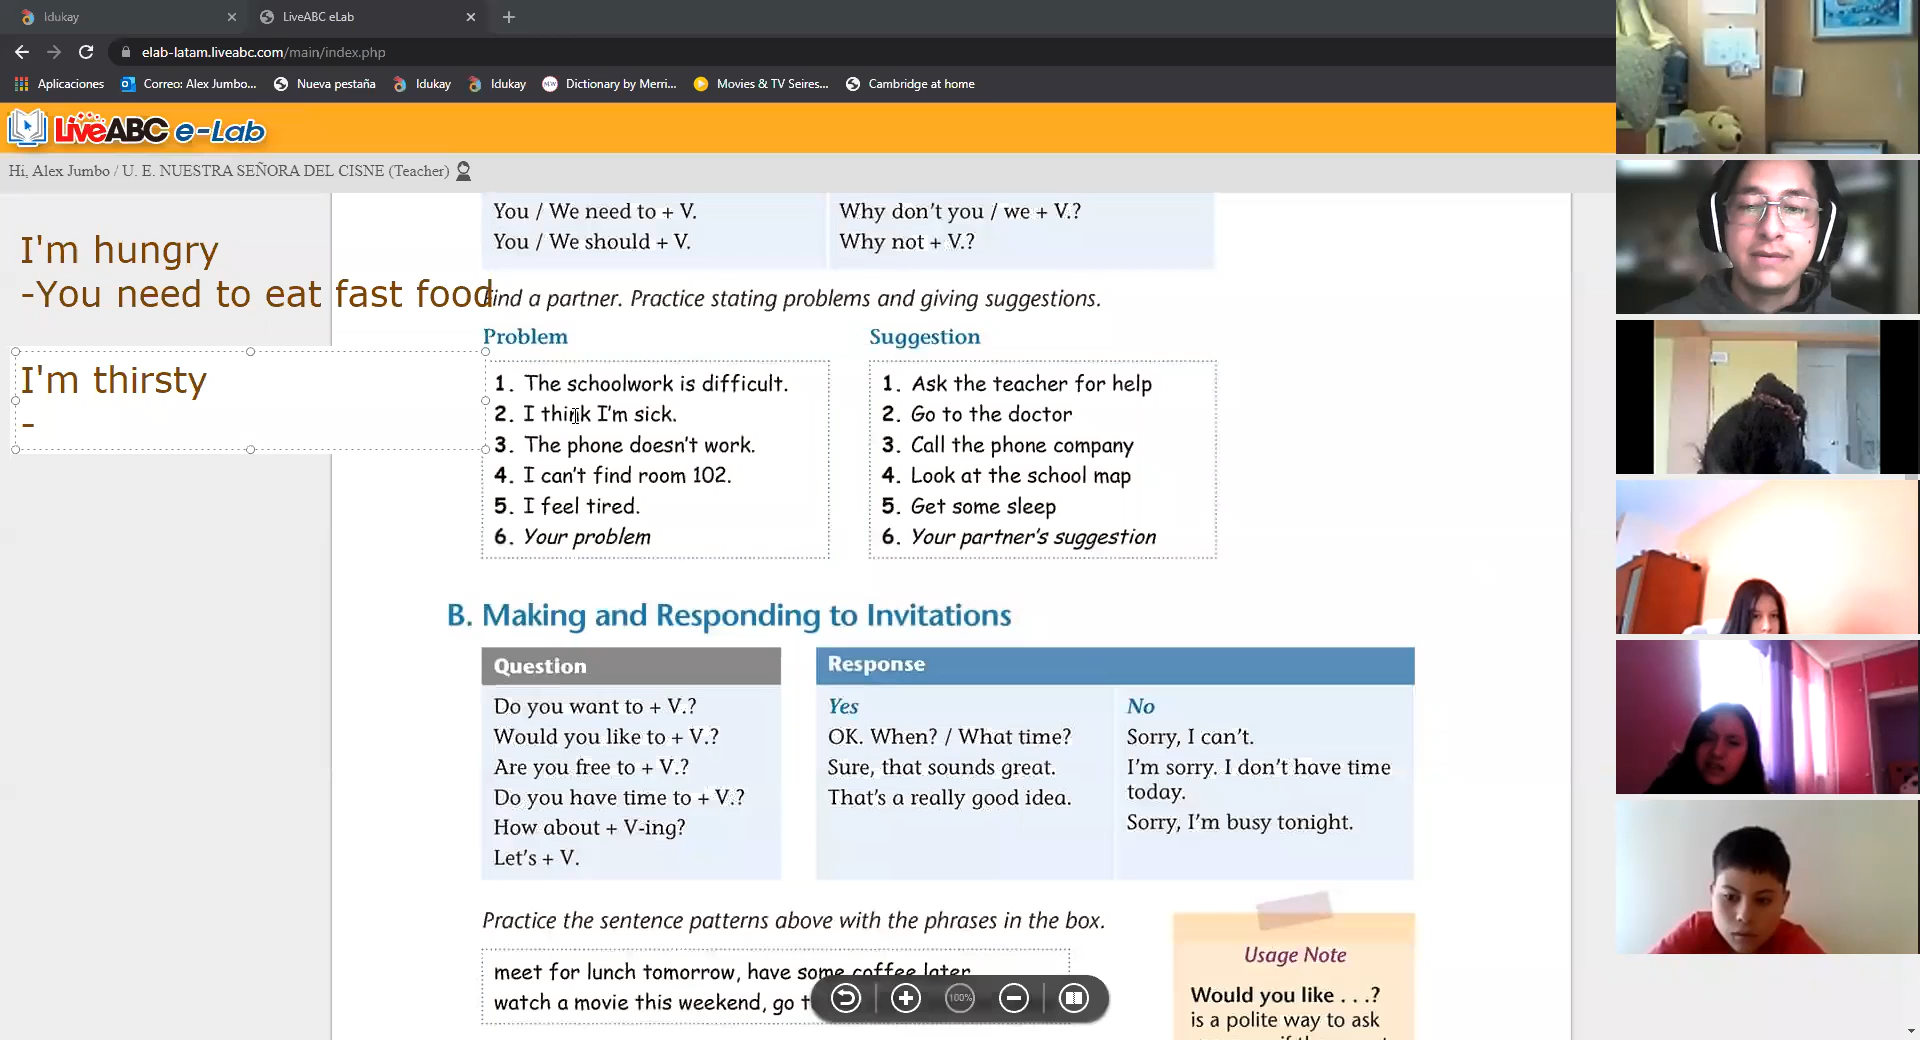 Idukay
LiveABC eLab
elab-latam.liveabc.com/main/index.php
Aplicaciones
Correo: Alex Jumbo...
Nueva pestaña
Idukay
Idukay
Dictionary by Merri...
Movies & TV Seires...
Cambridge at home
LiveABC e-Lab
Hi, Alex Jumbo / U. E. NUESTRA SEÑORA DEL CISNE (Teacher)
I'm hungry
-You need to eat fast food
I'm thirsty
-
You / We need to + V.
You / We should + V.
Why don't you / we + V.?
Why not + V.?
Find a partner. Practice stating problems and giving suggestions.
Problem
1. The schoolwork is difficult.
2. I think I'm sick.
3. The phone doesn't work.
4. I can't find room 102.
5. I feel tired.
6. Your problem
Suggestion
1. Ask the teacher for help
2. Go to the doctor
3. Call the phone company
4. Look at the school map
5. Get some sleep
6. Your partner's suggestion
B. Making and Responding to Invitations
Question
Do you want to + V.?
Would you like to + V.?
Are you free to + V.?
Do you have time to + V.?
How about + V-ing?
Let's + V.
Response
Yes
OK. When? / What time?
Sure, that sounds great.
That's a really good idea.
No
Sorry, I can't.
I'm sorry. I don't have time
today.
Sorry, I'm busy tonight.
Practice the sentence patterns above with the phrases in the box.
meet for lunch tomorrow, have some coffee later
watch a movie this weekend, go
100%
Usage Note
Would you like . . .?
is a polite way to ask